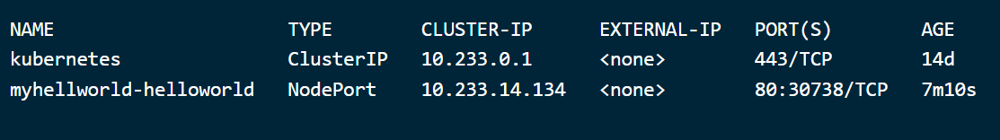 NAME TYPE CLUSTER-IP EXTERNAL-IP PORT(S) AGE
kubernetes ClusterIP 10.233.0.1 <none> 443/TCP 14d
myhellworld-helloworld NodePort 10.233.14.134 <none> 80:30738/TCP 7m10s